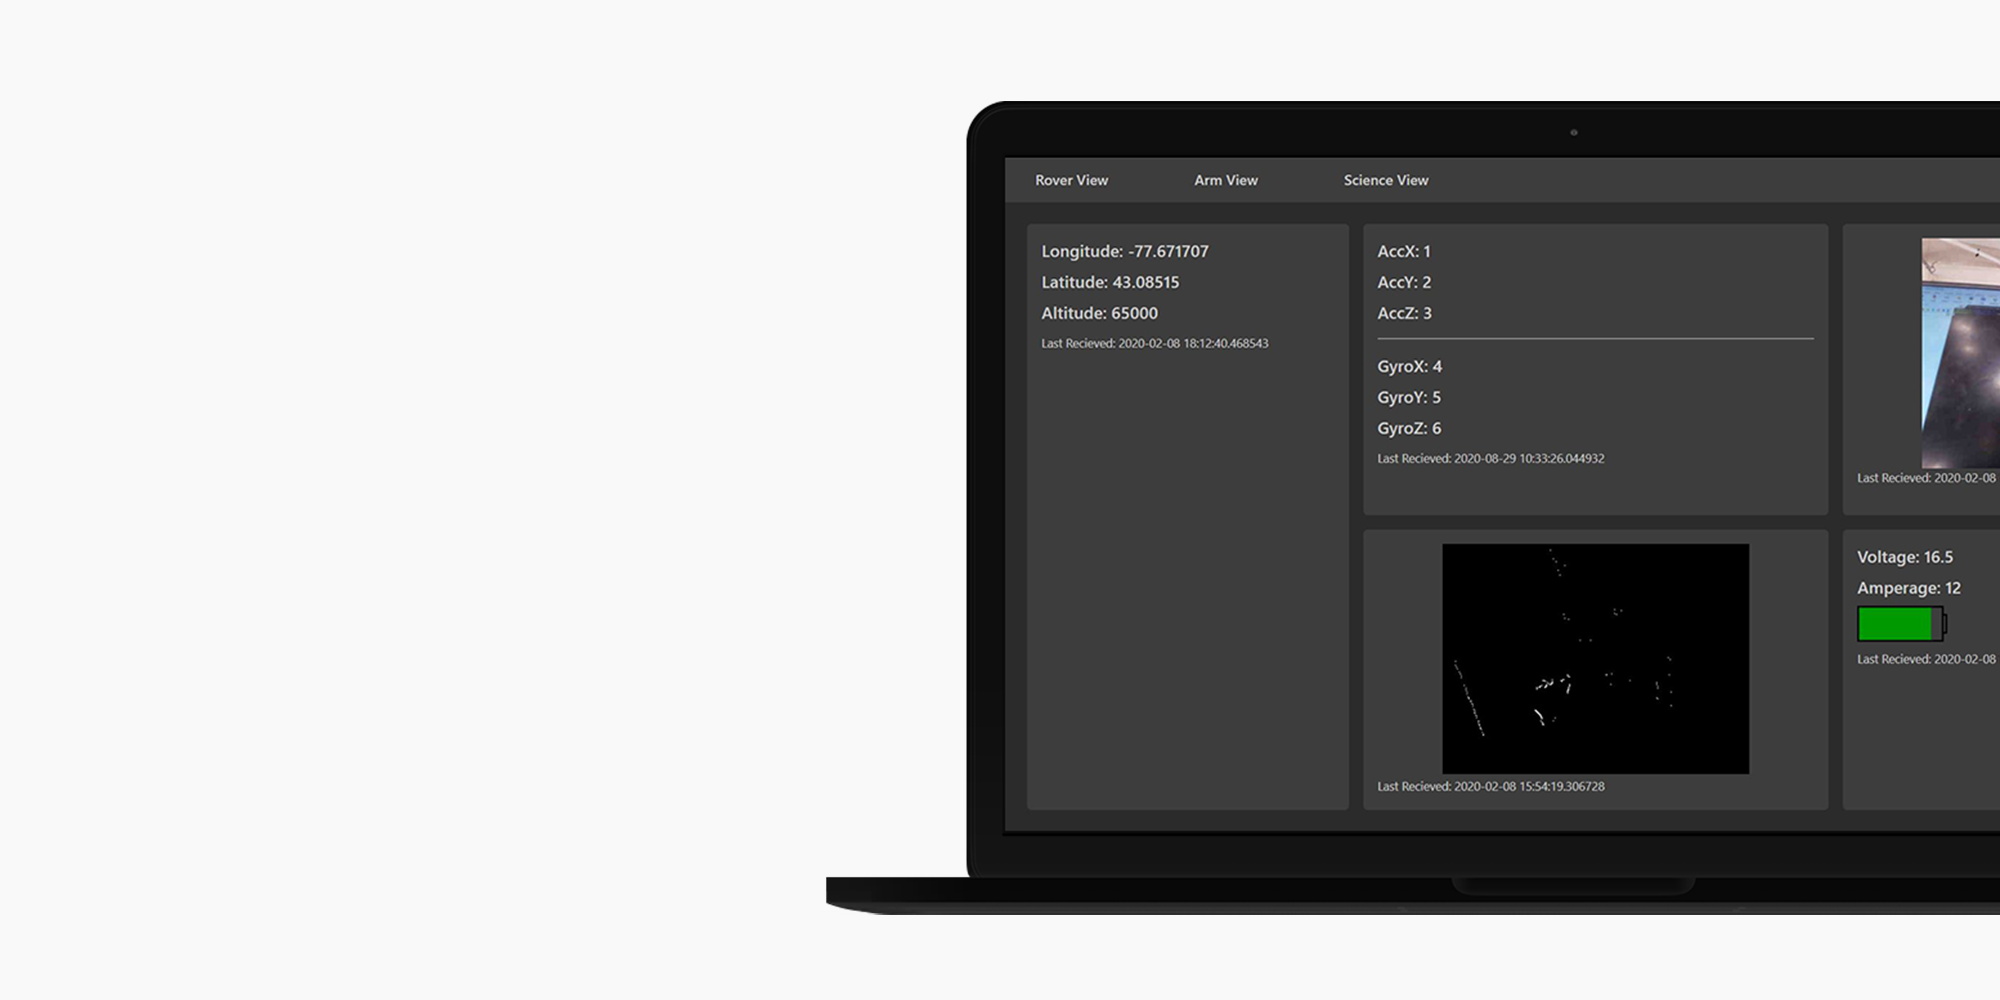 Rover View
Arm View
Science View
Longitude: -77.671707
Latitude: 43.08515
Altitude: 65000
Last Recieved: 2020-02-08 18:12:40.468543
AccX: 1
AccY: 2
AccZ: 3
GyroX: 4
GyroY: 5
GyroZ: 6
Last Recieved: 2020-08-29 10:33:26.044932
Last Recieved: 2020-02-08
Last Recieved: 2020-02-08 15:54:19.306728
Voltage: 16.5
Amperage: 12
Last Recieved: 2020-02-08